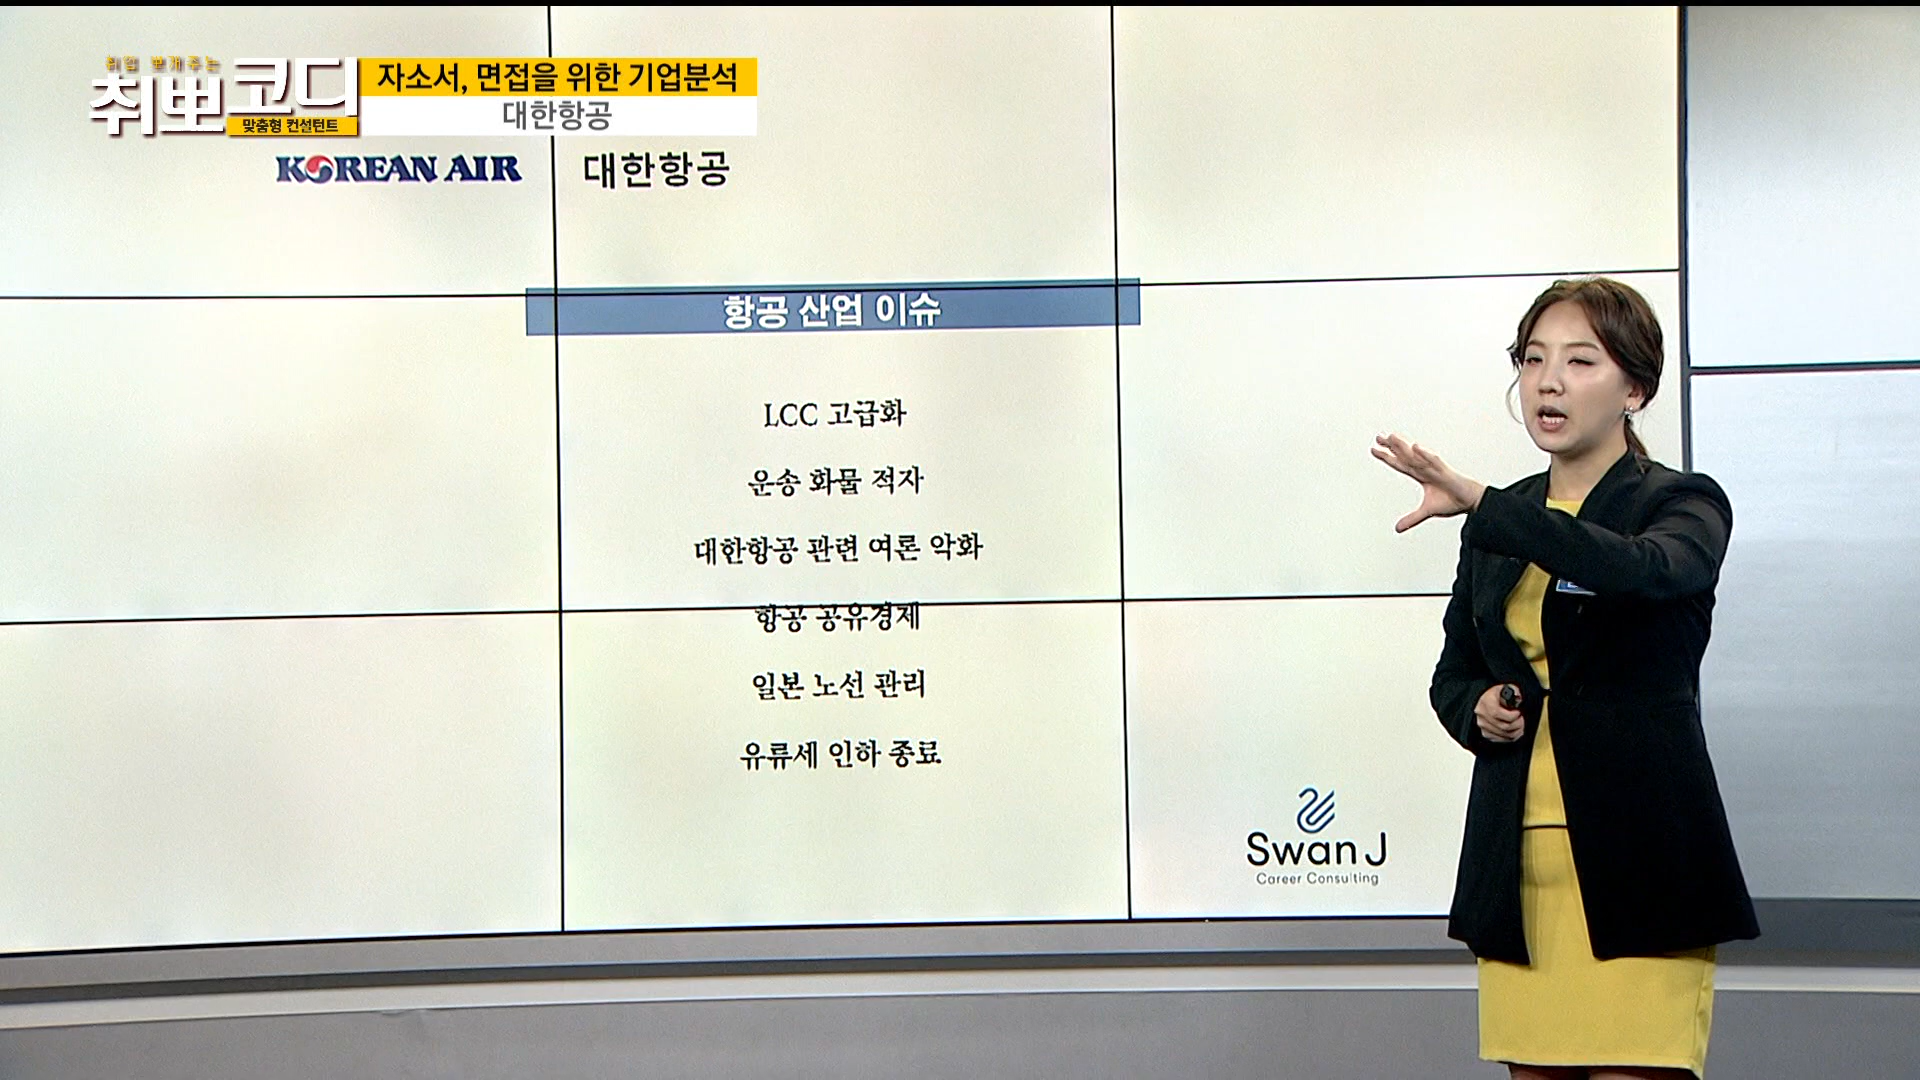 취업 뽀개주는
취뽀코디
맞춤형 컨설턴트
자소서, 면접을 위한 기업분석
대한항공
KOREAN AIR
대한항공
항공 산업 이슈
LCC 고급화
운송 화물 적자
대한항공 관련 여론 악화
항공 공유경제
일본 노선 관리
유류세 인하 종료
Swan J
Career Consulting